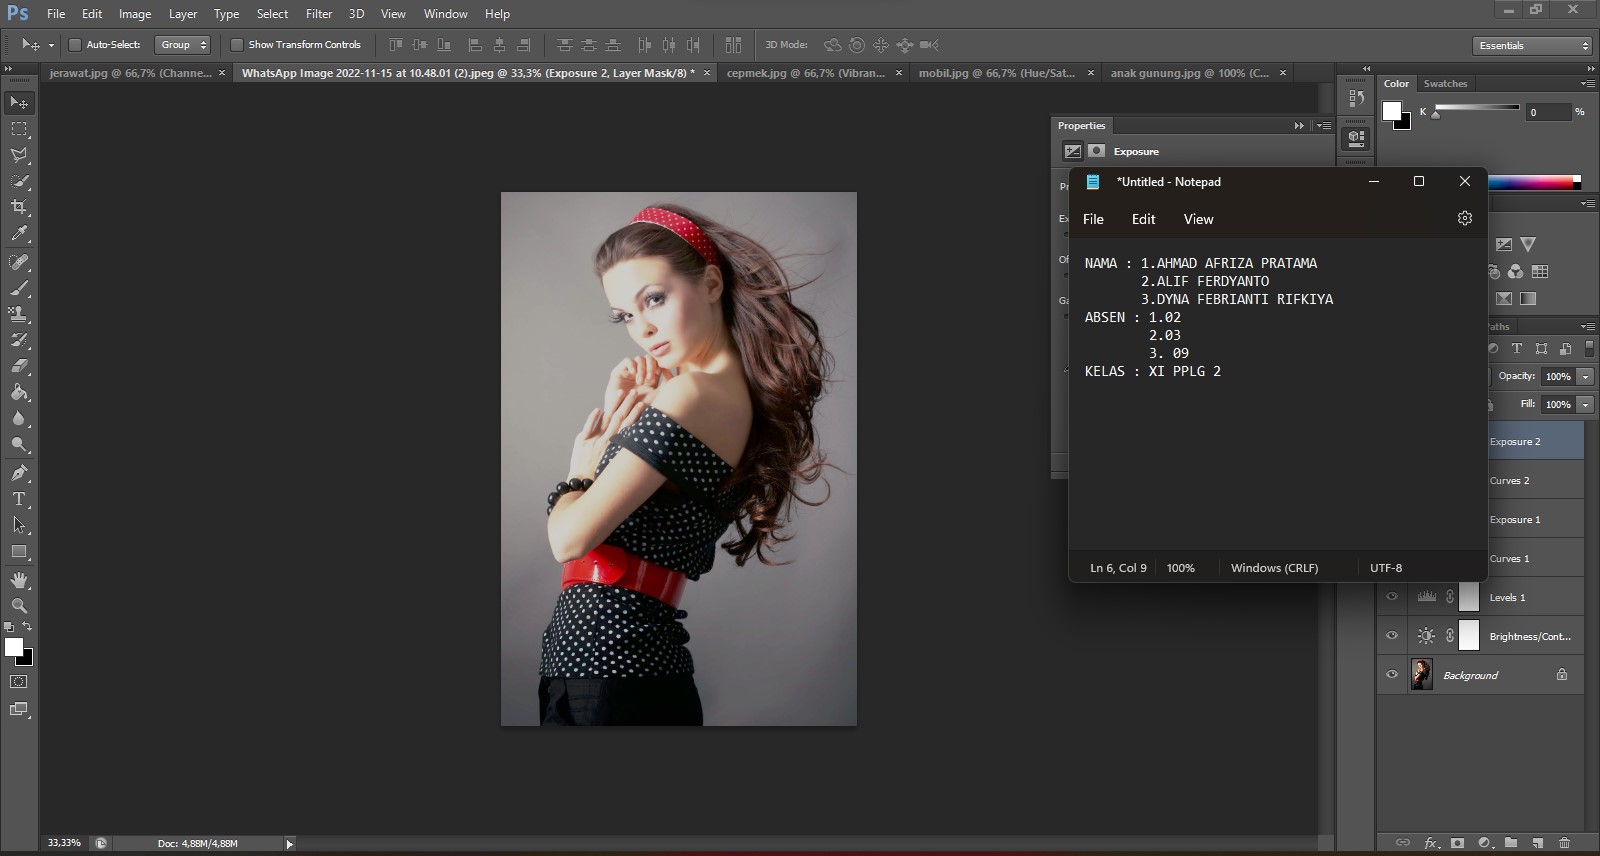 Ps File Edit Image Layer Type Select Filter 3D View Window Help
Auto-Select: Group Show Transform Controls 3D Mode: Essentials
jerawat.jpg @ 66,7% (Channe... × WhatsApp Image 2022-11-15 at 10.48.01 (2).jpeg @ 33,3% (Exposure 2, Layer Mask/8) * × cepmek.jpg @ 66,7% (Vibran... × mobil.jpg @ 66,7% (Hue/Sat... × anak gunung.jpg @ 100% (C... ×
Color Swatches
K 0 %
Properties
Exposure
*Untitled - Notepad
File Edit View
NAMA : 1.AHMAD AFRIZA PRATAMA
2.ALIF FERDYANTO
3.DYNA FEBRIANTI RIFKIYA
ABSEN : 1.02
2.03
3. 09
KELAS : XI PPLG 2
Ln 6, Col 9 100% Windows (CRLF) UTF-8
Opacity: 100%
Fill: 100%
Exposure 2
Curves 2
Exposure 1
Curves 1
Levels 1
Brightness/Cont...
Background
33,33% Doc: 4,88M/4,88M